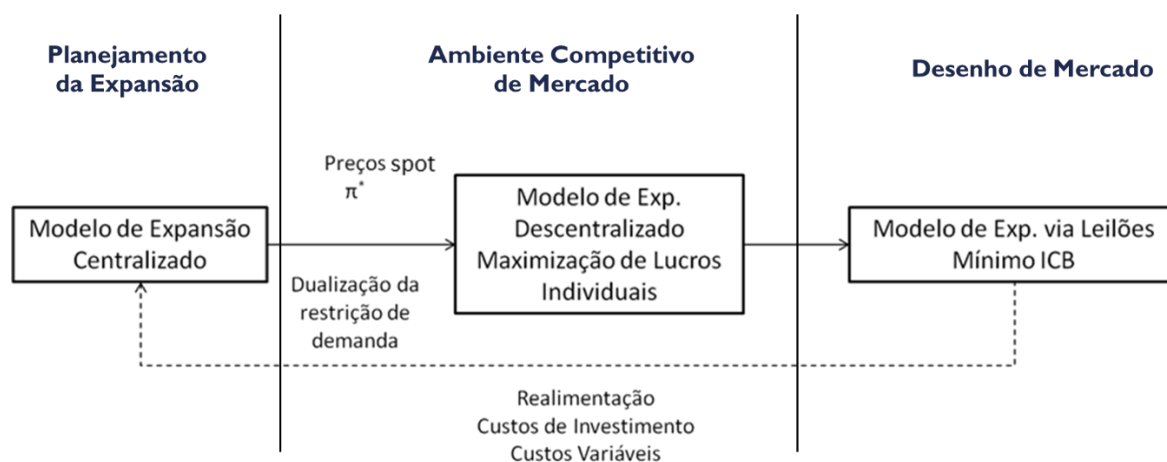 Planejamento
da Expansão
Ambiente Competitivo
de Mercado
Desenho de Mercado
Preços spot
π*
Modelo de Expansão
Centralizado
Dualização da
restrição de
demanda
Modelo de Exp.
Descentralizado
Maximização de Lucros
Individuais
Modelo de Exp. via Leilões
Mínimo ICB
Realimentação
Custos de Investimento
Custos Variáveis